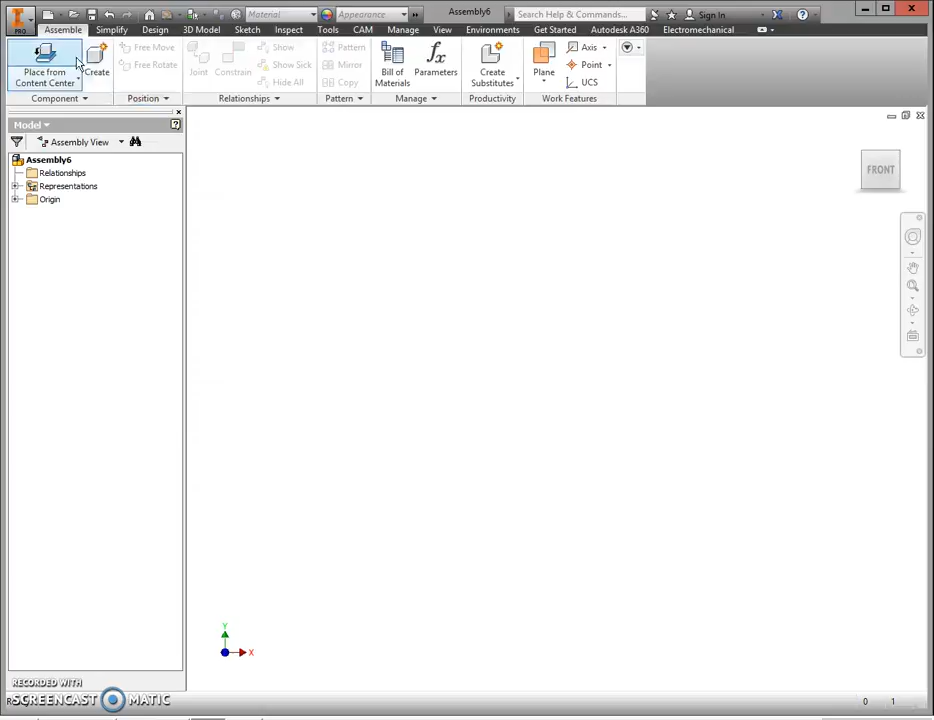 Material
Appearance
Assembly6
Search Help & Commands...
Sign In
PRO
Assemble Simplify Design 3D Model Sketch Inspect Tools CAM Manage View Environments Get Started Autodesk A360 Electromechanical
Place from Content Center
Create
Free Move
Free Rotate
Joint
Constrain
Show
Show Sick
Hide All
Pattern
Mirror
Copy
Bill of Materials
Parameters
Create Substitutes
Plane
Axis
Point
UCS
Component Position Relationships Pattern Manage Productivity Work Features
Model
Assembly View
Assembly6
Relationships
Representations
Origin
FRONT
Y
X
RECORDED WITH
SCREENCAST MATIC
0 1